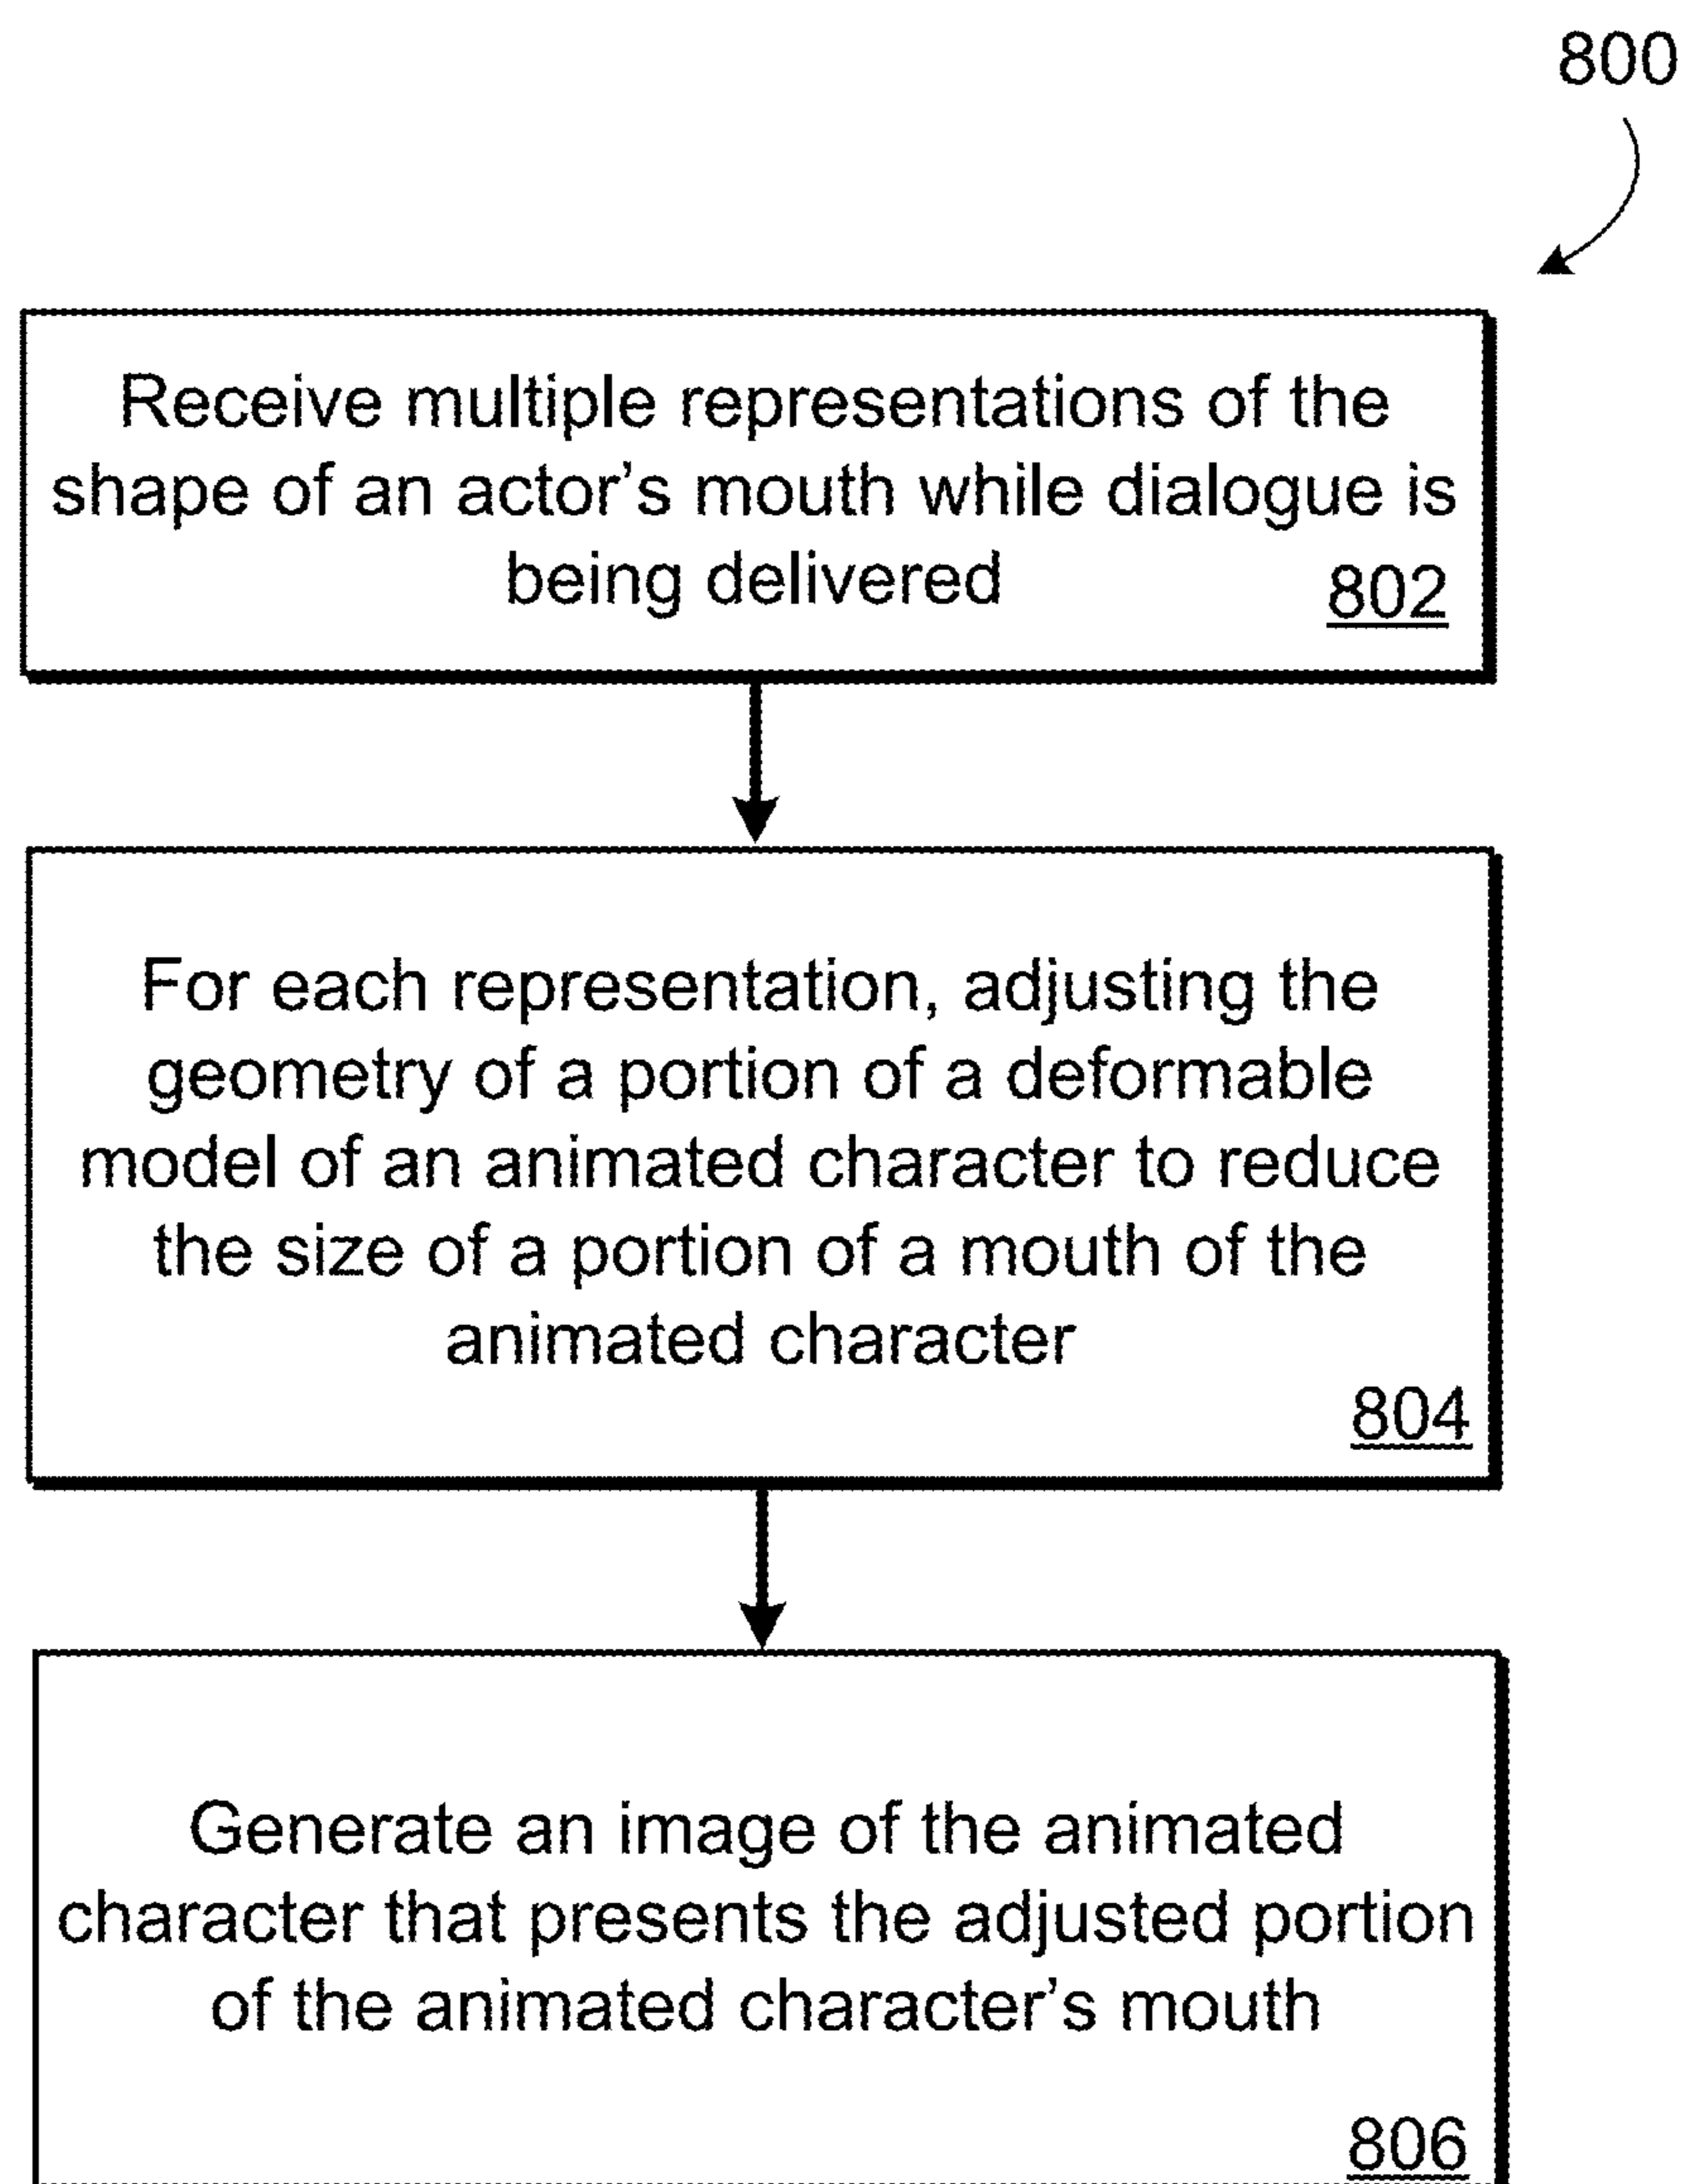 800
Receive multiple representations of the
shape of an actor’s mouth while dialogue is
being delivered
802
For each representation, adjusting the
geometry of a portion of a deformable
model of an animated character to reduce
the size of a portion of a mouth of the
animated character
804
Generate an image of the animated
character that presents the adjusted portion
of the animated character’s mouth
806